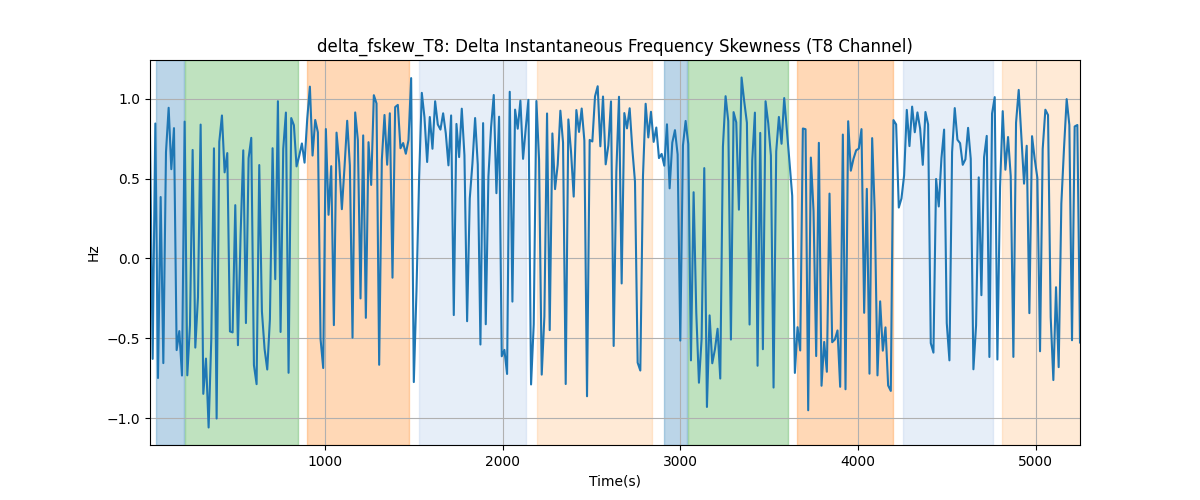 delta_fskew_T8: Delta Instantaneous Frequency Skewness (T8 Channel)
1.0
0.5
0.0
−0.5
−1.0
Hz
1000 2000 3000 4000 5000
Time(s)